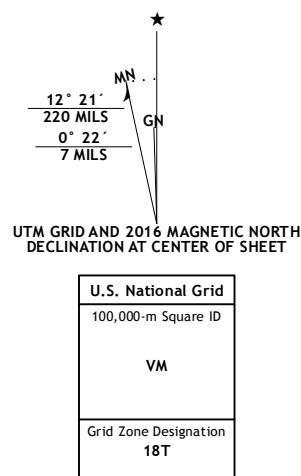 ★
MN
GN
12° 21´
220 MILS
0° 22´
7 MILS
UTM GRID AND 2016 MAGNETIC NORTH
DECLINATION AT CENTER OF SHEET
U.S. National Grid
100,000-m Square ID
VM
Grid Zone Designation
18T